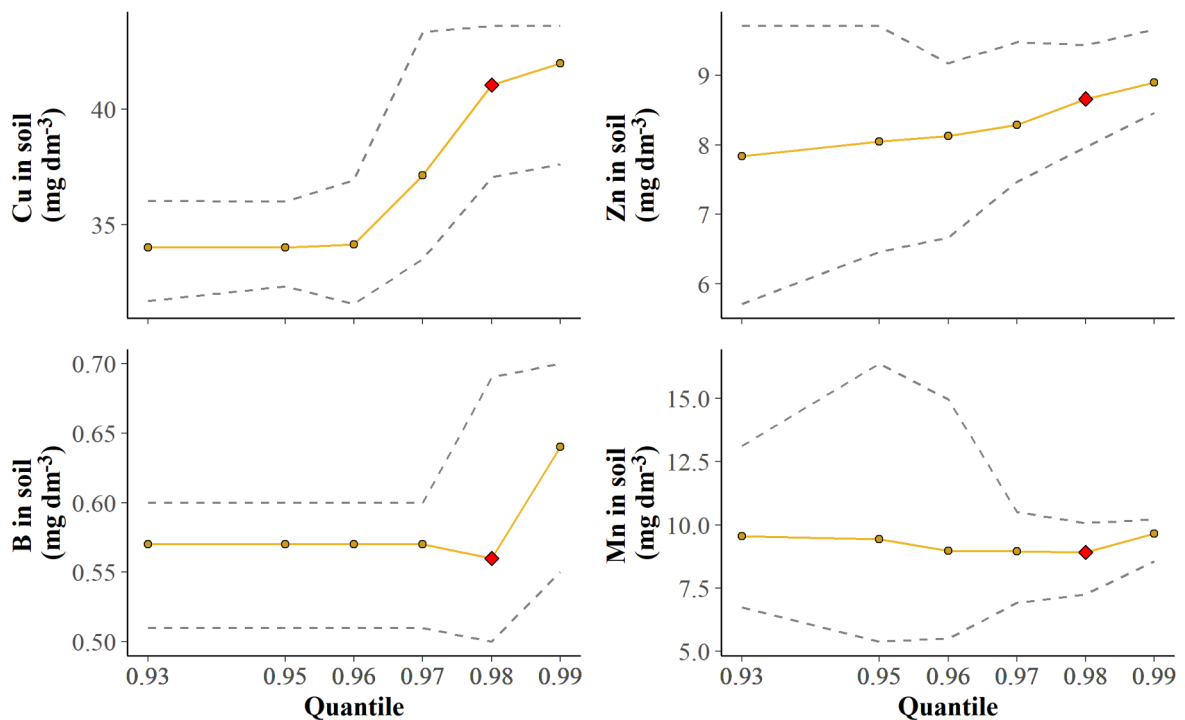 Cu in soil
(mg dm-3)
40
35
Zn in soil
(mg dm-3)
9
8
7
6
B in soil
(mg dm-3)
0.70
0.65
0.60
0.55
0.50
0.93 0.95 0.96 0.97 0.98 0.99
Quantile
Mn in soil
(mg dm-3)
15.0
12.5
10.0
7.5
5.0
0.93 0.95 0.96 0.97 0.98 0.99
Quantile